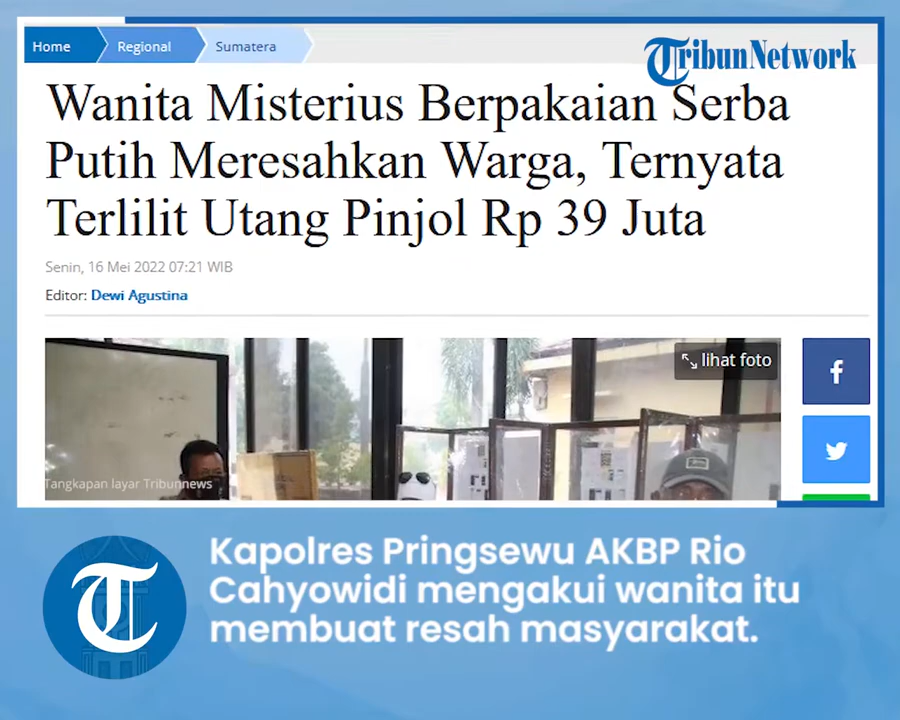 Home Regional Sumatera
TribunNetwork
Wanita Misterius Berpakaian Serba
Putih Meresahkan Warga, Ternyata
Terlilit Utang Pinjol Rp 39 Juta
Senin, 16 Mei 2022 07:21 WIB
Editor: Dewi Agustina
lihat foto
Tangkapan layar Tribunnews
Kapolres Pringsewu AKBP Rio
Cahyowidi mengakui wanita itu
membuat resah masyarakat.